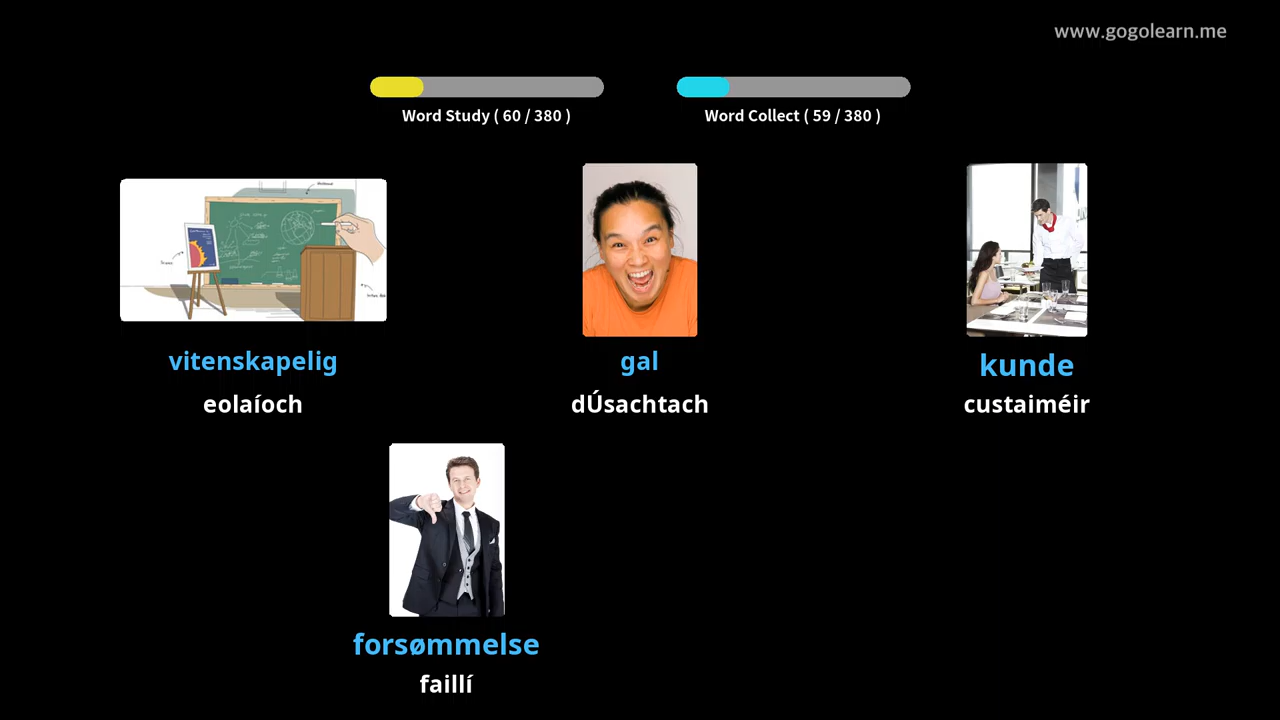 www.gogolearn.me
Word Study ( 60 / 380 )
Word Collect ( 59 / 380 )
vitenskapelig
gal
kunde
eolaíoch
dÚsachtach
custaiméir
forsømmelse
faillí